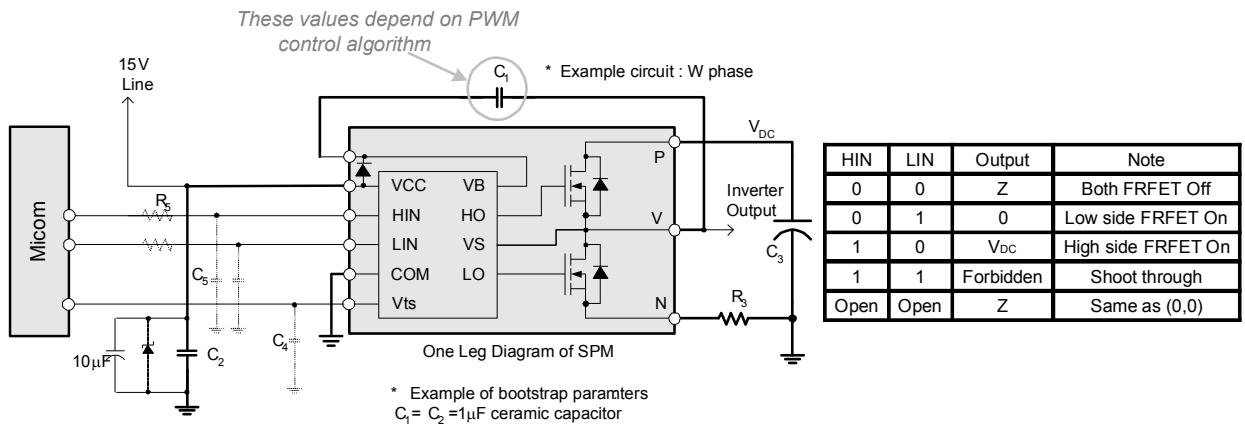 These values depend on PWM
control algorithm
15V
Line
C1
* Example circuit : W phase
VDC
P
Micom
R5
VCC
VB
HIN
HO
LIN
VS
COM
LO
Vts
V
N
Inverter
Output
C3
R3
C5
C4
10μF
C2
One Leg Diagram of SPM
* Example of bootstrap paramters
C1= C2 =1μF ceramic capacitor
HIN LIN Output Note
0 0 Z Both FRFET Off
0 1 0 Low side FRFET On
1 0 VDC High side FRFET On
1 1 Forbidden Shoot through
Open Open Z Same as (0,0)